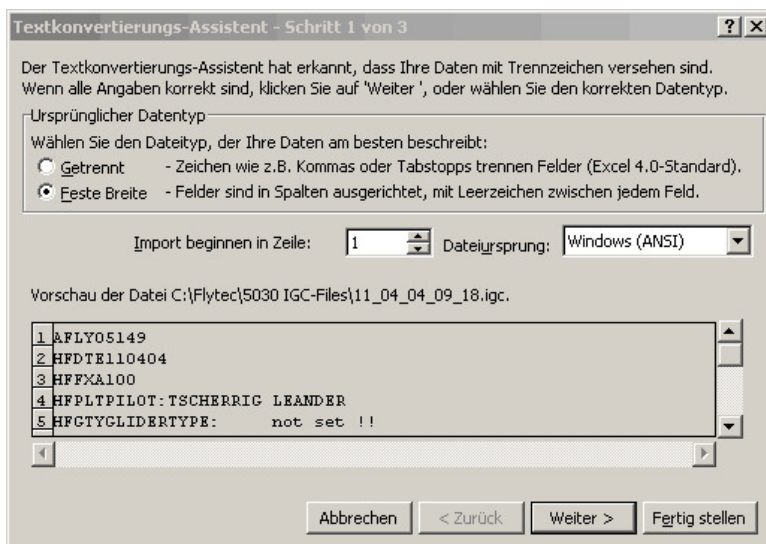 Textkonvertierungs-Assistent - Schritt 1 von 3
Der Textkonvertierungs-Assistent hat erkannt, dass Ihre Daten mit Trennzeichen versehen sind.
Wenn alle Angaben korrekt sind, klicken Sie auf 'Weiter ', oder wählen Sie den korrekten Datentyp.
Ursprünglicher Datentyp
Wählen Sie den Dateityp, der Ihre Daten am besten beschreibt:
Getrennt - Zeichen wie z.B. Kommas oder Tabstopps trennen Felder (Excel 4.0-Standard).
Feste Breite - Felder sind in Spalten ausgerichtet, mit Leerzeichen zwischen jedem Feld.
Import beginnen in Zeile: 1 Dateiursprung: Windows (ANSI)
Vorschau der Datei C:\Flytec\5030 IGC-Files\11_04_04_09_18.igc.
1 AFLY05149
2 HFDTE110404
3 HFFXA100
4 HFPLTPILOT:TSCHERRIG LEANDER
5 HFGTYGLIDERTYPE: not set !!
Abbrechen < Zurück Weiter > Fertig stellen